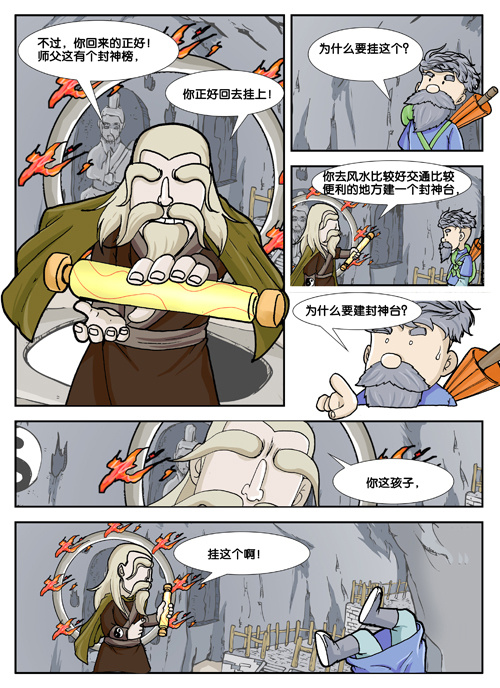 不过，你回来的正好！
师父这有个封神榜，
你正好回去挂上！
为什么要挂这个？
你去风水比较好交通比较
便利的地方建一个封神台，
为什么要建封神台？
你这孩子，
挂这个啊！